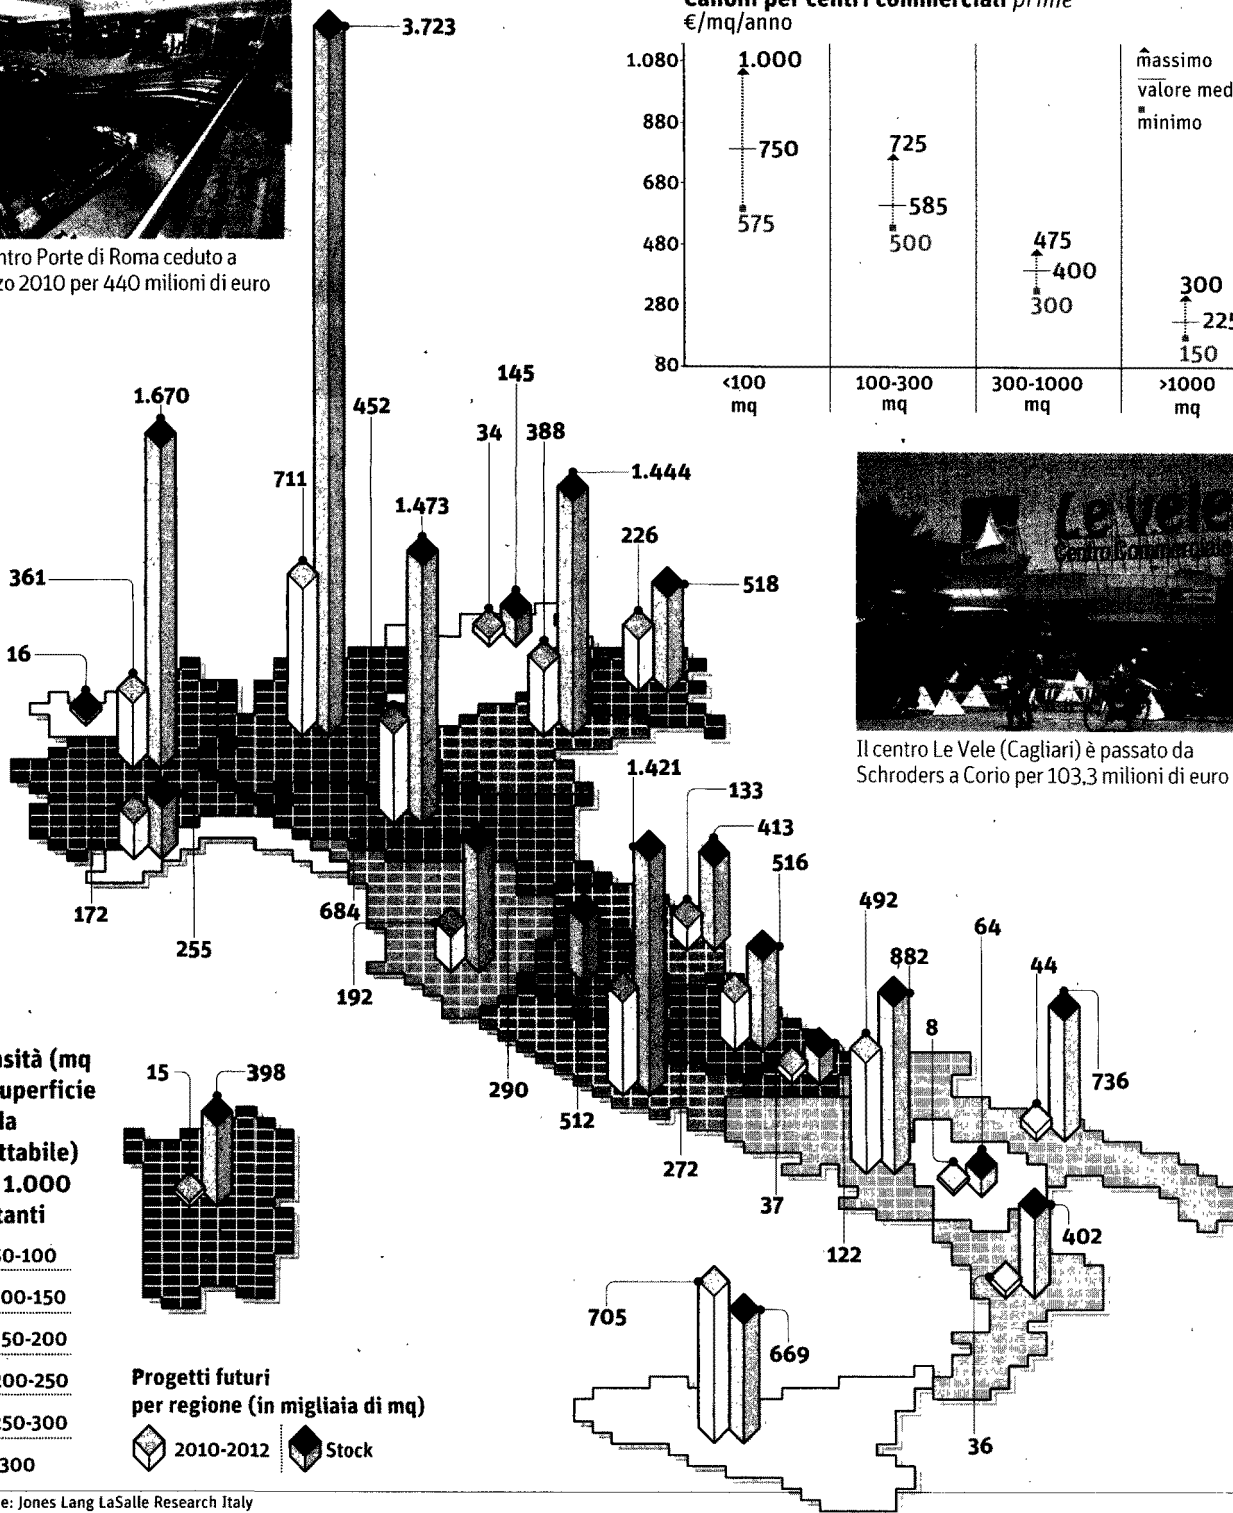 Canoni per centri commerciali prime
€/mq/anno
1.080
880
680
480
280
80
1.000
750
575
725
585
500
475
400
300
300
225
150
massimo
valore med
minimo
<100
mq
100-300
mq
300-1000
mq
>1000
mq
ntro Porte di Roma ceduto a
zo 2010 per 440 milioni di euro
Le Vele
Centro Commerciale
Il centro Le Vele (Cagliari) è passato da
Schroders a Corio per 103,3 milioni di euro
3.723
1.670
452
145
34
388
711
1.473
1.444
226
518
361
16
1.421
133
413
516
172
255
684
192
290
512
272
492
882
64
44
8
736
37
122
402
36
705
669
15
398
sità (mq
uperficie
da
ttabile)
1.000
tanti
50-100
00-150
50-200
200-250
250-300
300
Progetti futuri
per regione (in migliaia di mq)
2010-2012
Stock
e: Jones Lang LaSalle Research Italy